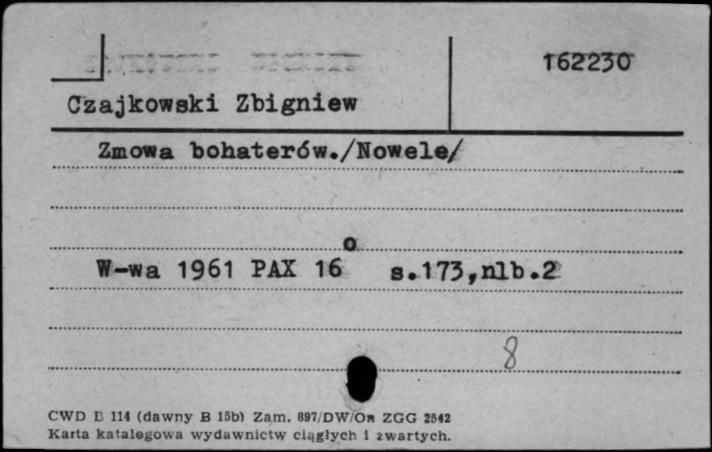 162230
Czajkowski Zbigniew
Zmowa bohaterów./Nowele/
W-wa 1961 PAX 16° s.173,nlb.2
8
CWD B 114 (dawny B 15b) Zam. 897/DW/On ZGG 2542
Karta katalogowa wydawnictw ciągłych i zwartych.